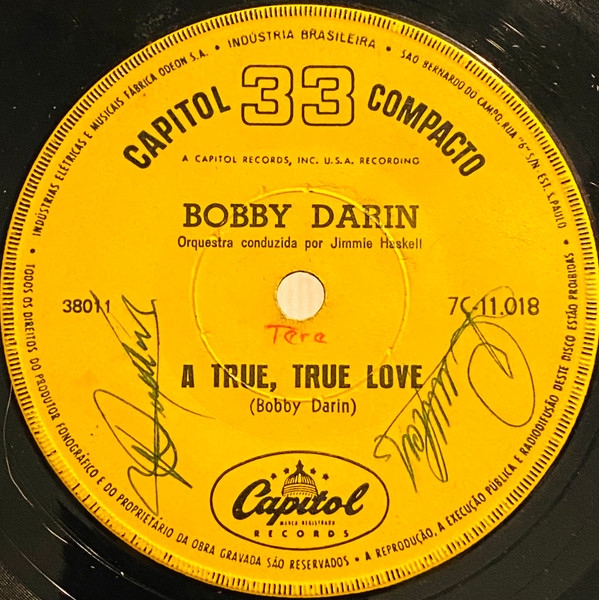 INDÚSTRIAS ELÉTRICAS E MUSICAIS FÁBRICA ODEON S.A. • INDÚSTRIA BRASILEIRA • SÃO BERNARDO DO CAMPO, RUA "6" S/N EST. S.PAULO
CAPITOL 33 COMPACTO
A CAPITOL RECORDS, INC. U.S.A. RECORDING
BOBBY DARIN
Orquestra conduzida por Jimmie Haskell
38011
7C-11.018
Tere
A TRUE, TRUE LOVE
(Bobby Darin)
Capitol
MARCA REGISTRADA
RECORDS
• TODOS OS DIREITOS DO PRODUTOR FONOGRÁFICO E DO PROPRIETÁRIO DA OBRA GRAVADA SÃO RESERVADOS • A REPRODUÇÃO, A EXECUÇÃO PÚBLICA E RADIODIFUSÃO DESTE DISCO ESTÃO PROIBIDAS •